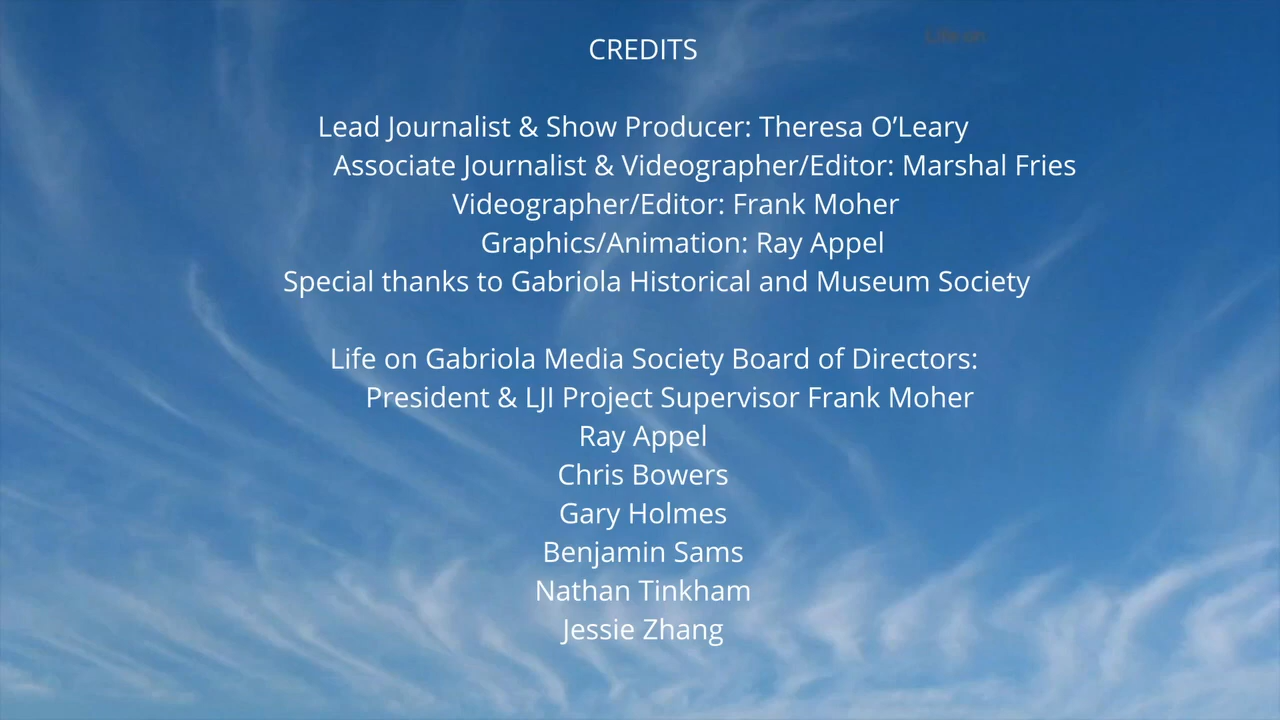 Life on
CREDITS
Lead Journalist & Show Producer: Theresa O’Leary
Associate Journalist & Videographer/Editor: Marshal Fries
Videographer/Editor: Frank Moher
Graphics/Animation: Ray Appel
Special thanks to Gabriola Historical and Museum Society
Life on Gabriola Media Society Board of Directors:
President & LJI Project Supervisor Frank Moher
Ray Appel
Chris Bowers
Gary Holmes
Benjamin Sams
Nathan Tinkham
Jessie Zhang